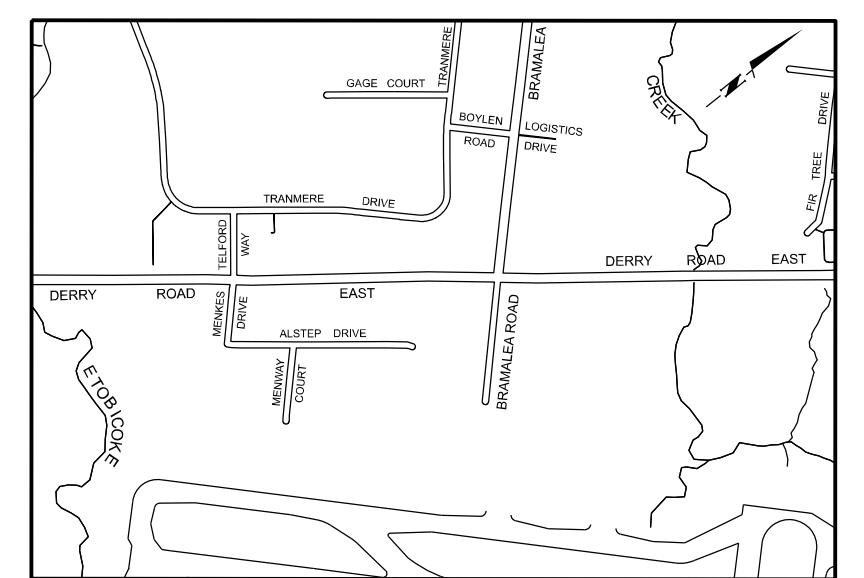 TRANMERE
BRAMALEA
GAGE COURT
CREEK
N
BOYLEN
ROAD
LOGISTICS
DRIVE
FIR TREE DRIVE
TRANMERE DRIVE
TELFORD
WAY
DERRY ROAD EAST
DERRY ROAD EAST
MENKES
DRIVE
ALSTEP DRIVE
MENWAY
COURT
BRAMALEA ROAD
ETOBICOKE